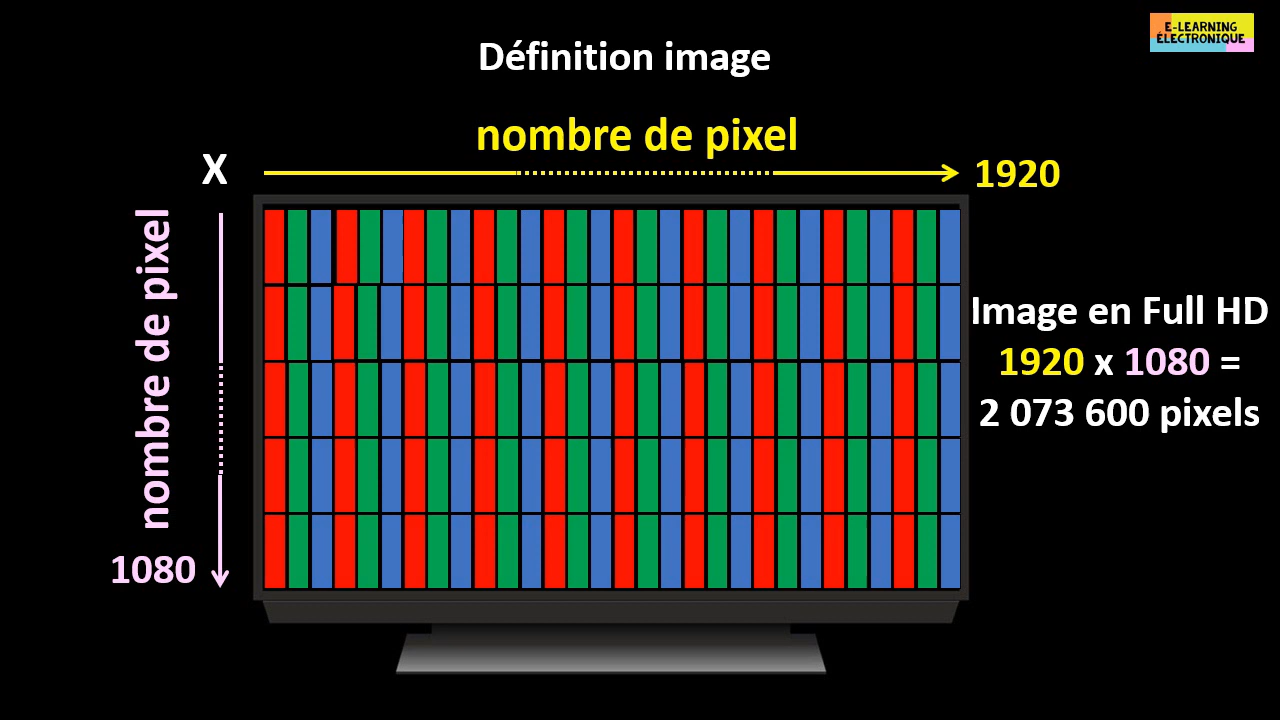 E-LEARNING
ÉLECTRONIQUE
Définition image
nombre de pixel
X
1920
nombre de pixel
1080
Image en Full HD
1920 x 1080 =
2 073 600 pixels